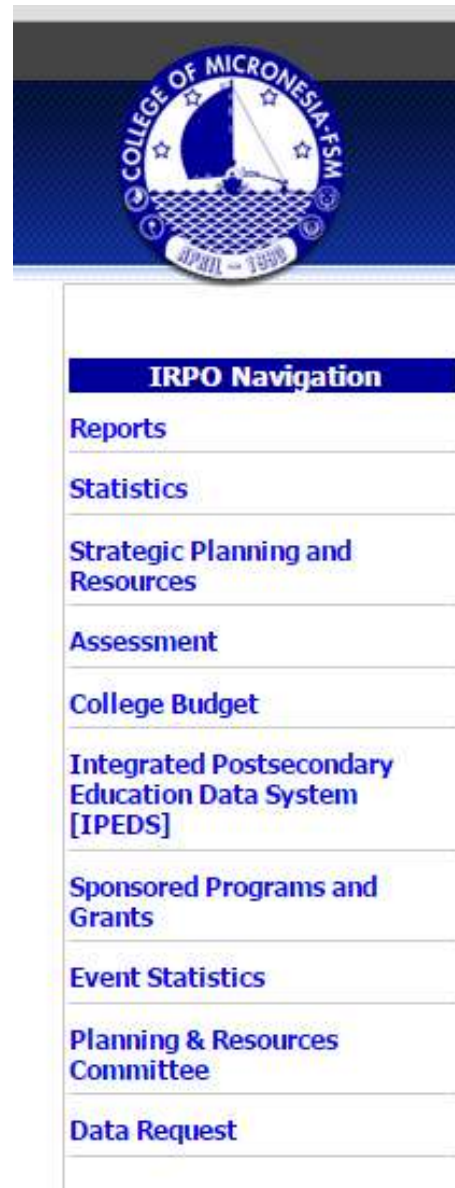 COLLEGE OF MICRONESIA-FSM
APRIL - 1993
IRPO Navigation
Reports
Statistics
Strategic Planning and
Resources
Assessment
College Budget
Integrated Postsecondary
Education Data System
[IPEDS]
Sponsored Programs and
Grants
Event Statistics
Planning & Resources
Committee
Data Request